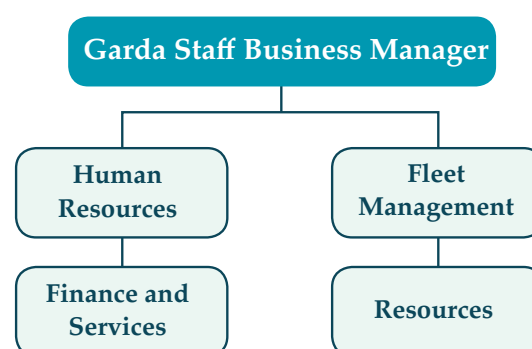 Garda Staff Business Manager
Human
Resources
Fleet
Management
Finance and
Services
Resources